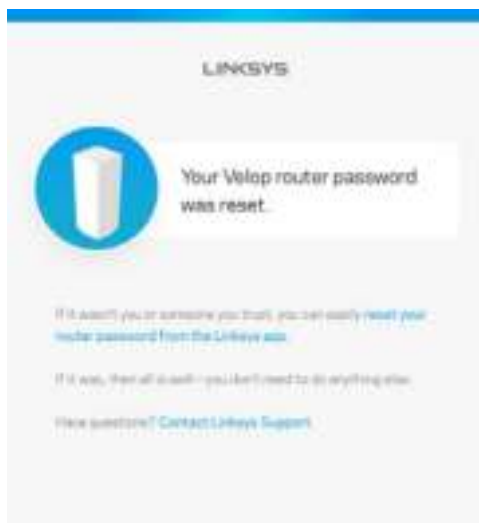 LINKSYS
Your Velop router password
was reset.
If it wasn't you or someone you trust, you can easily reset your
router password from the Linksys app.
If it was, then all is well - you don't need to do anything else.
Have questions? Contact Linksys Support